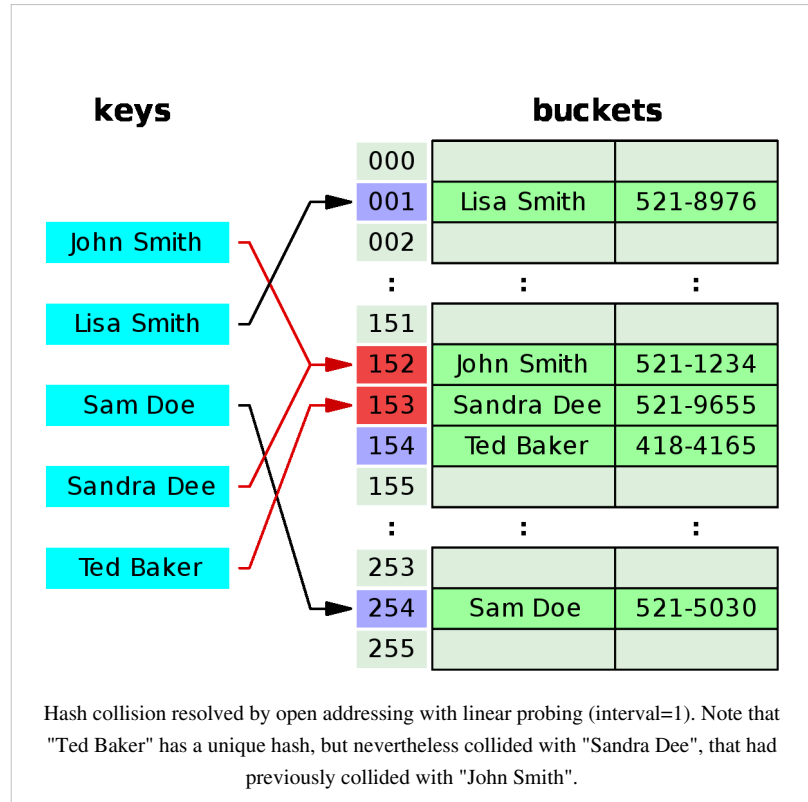 keys
buckets
John Smith
Lisa Smith
Sam Doe
Sandra Dee
Ted Baker
000
001 Lisa Smith 521-8976
002
: : :
151
152 John Smith 521-1234
153 Sandra Dee 521-9655
154 Ted Baker 418-4165
155
: : :
253
254 Sam Doe 521-5030
255
Hash collision resolved by open addressing with linear probing (interval=1). Note that
"Ted Baker" has a unique hash, but nevertheless collided with "Sandra Dee", that had
previously collided with "John Smith".